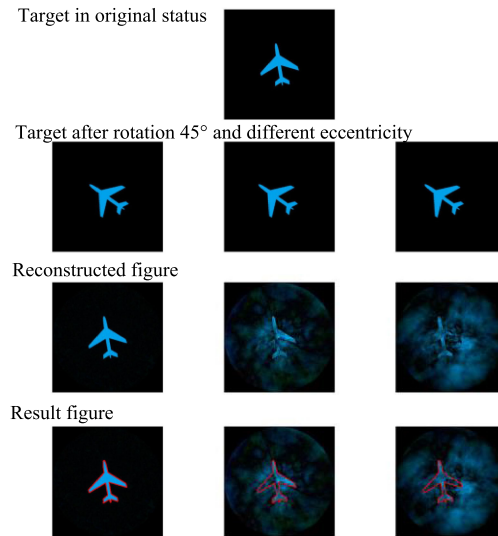 Target in original status
Target after rotation 45° and different eccentricity
Reconstructed figure
Result figure